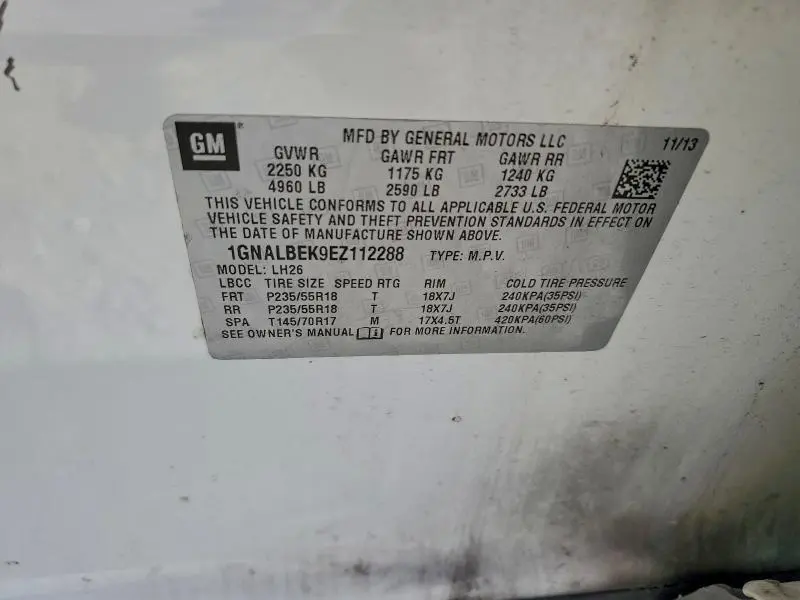 GM
MFD BY GENERAL MOTORS LLC 11/13
GVWR GAWR FRT GAWR RR
2250 KG 1175 KG 1240 KG
4960 LB 2590 LB 2733 LB
THIS VEHICLE CONFORMS TO ALL APPLICABLE U.S. FEDERAL MOTOR
VEHICLE SAFETY AND THEFT PREVENTION STANDARDS IN EFFECT ON
THE DATE OF MANUFACTURE SHOWN ABOVE.
1GNALBEK9EZ112288 TYPE: M.P.V.
MODEL: LH26
LBCC TIRE SIZE SPEED RTG RIM COLD TIRE PRESSURE
FRT P235/55R18 T 18X7J 240KPA(35PSI)
RR P235/55R18 T 18X7J 240KPA(35PSI)
SPA T145/70R17 M 17X4.5T 420KPA(60PSI)
SEE OWNER'S MANUAL FOR MORE INFORMATION.